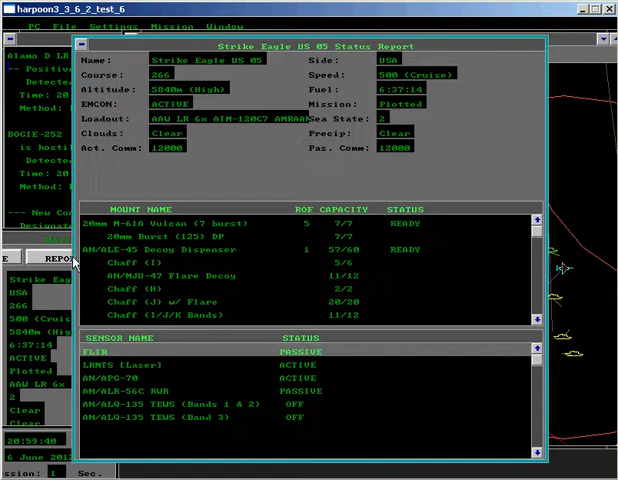 harpoon3_3_6_2_test_6
PC File Settings Mission Window
Strike Eagle US 05 Status Report
Name: Strike Eagle US 05 Side: USA
Course: 266 Speed: 500 (Cruise)
Altitude: 5840m (High) Fuel: 6:37:14
EMCON: ACTIVE Mission: Plotted
Loadout: AAW LR 6x AIM-120C7 AMRAAM Sea State: 2
Clouds: Clear Precip: Clear
Act. Comm: 12000 Pas. Comm: 12000
MOUNT NAME ROF CAPACITY STATUS
20mm M-61A Vulcan (7 burst) 5 7/7 READY
20mm Burst (125) DP 7/7
AN/ALE-45 Decoy Dispenser 1 57/60 READY
Chaff (I) 5/6
AN/MJU-47 Flare Decoy 11/12
Chaff (H) 2/2
Chaff (J) w/ Flare 20/20
Chaff (I/J/K Bands) 11/12
SENSOR NAME STATUS
FLIR PASSIVE
LRMTS [Laser] ACTIVE
AN/APG-70 ACTIVE
AN/ALR-56C RWR PASSIVE
AN/ALQ-135 TEWS (Bands 1 & 2) OFF
AN/ALQ-135 TEWS (Band 3) OFF
Alamo D LR
-- Positive
Detected
Time: 20
Method:
BOGIE-252
is hostil
Detected
Time: 20
Method:
--- New Con
Designate
E REPO
Strike Eagl
USA
266
500 (Cruise
5840m (High
6:37:14
ACTIVE
Plotted
AAW LR 6x
2
Clear
Clear
20:59:40
6 June 2012
ssion: 1 Sec.